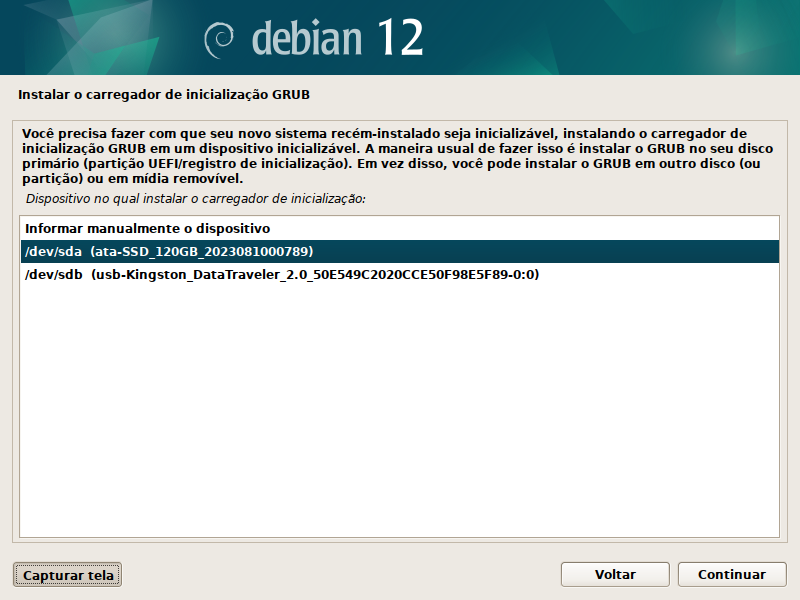 debian 12
Instalar o carregador de inicialização GRUB
Você precisa fazer com que seu novo sistema recém-instalado seja inicializável, instalando o carregador de
inicialização GRUB em um dispositivo inicializável. A maneira usual de fazer isso é instalar o GRUB no seu disco
primário (partição UEFI/registro de inicialização). Em vez disso, você pode instalar o GRUB em outro disco (ou
partição) ou em mídia removível.
Dispositivo no qual instalar o carregador de inicialização:
Informar manualmente o dispositivo
/dev/sda (ata-SSD_120GB_2023081000789)
/dev/sdb (usb-Kingston_DataTraveler_2.0_50E549C2020CCE50F98E5F89-0:0)
Capturar tela
Voltar
Continuar